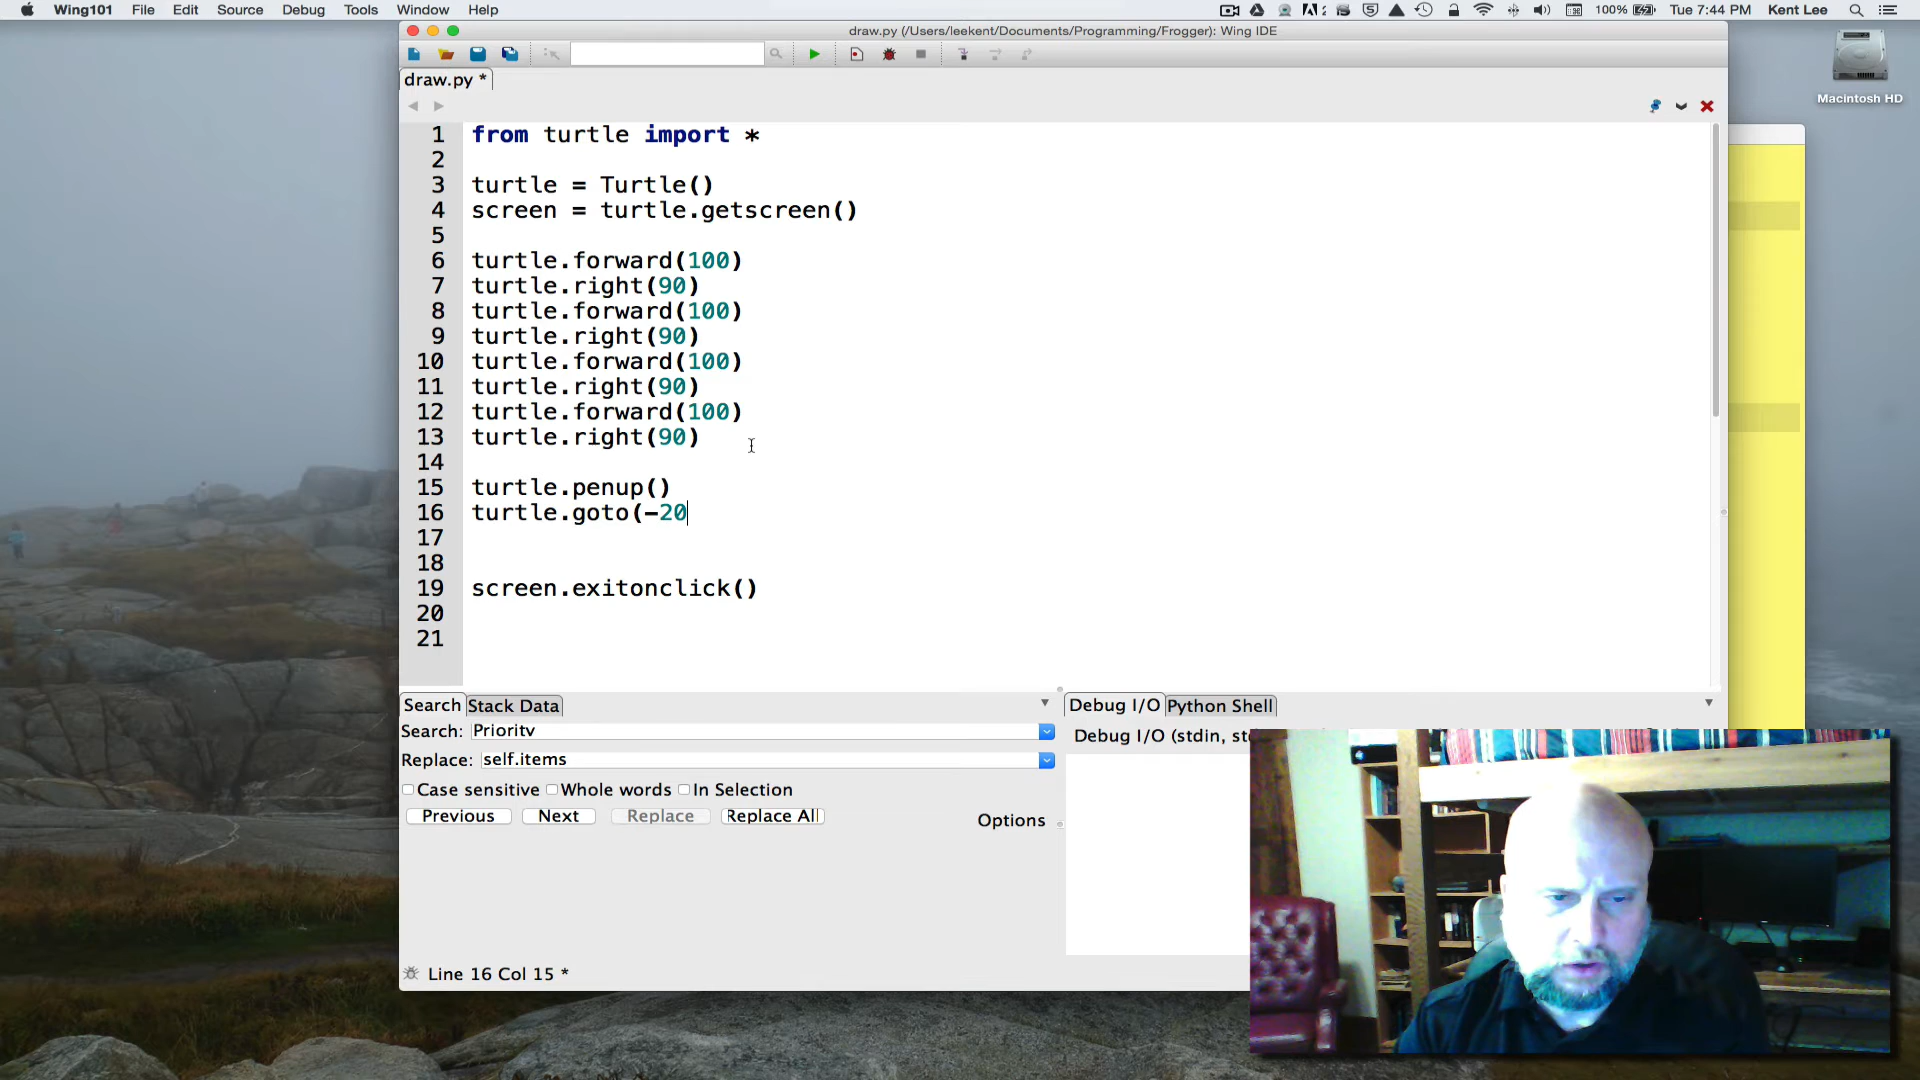 Wing101 File Edit Source Debug Tools Window Help
100% Tue 7:44 PM Kent Lee
draw.py (/Users/leekent/Documents/Programming/Frogger): Wing IDE
Macintosh HD
draw.py *
1 from turtle import *
2
3 turtle = Turtle()
4 screen = turtle.getscreen()
5
6 turtle.forward(100)
7 turtle.right(90)
8 turtle.forward(100)
9 turtle.right(90)
10 turtle.forward(100)
11 turtle.right(90)
12 turtle.forward(100)
13 turtle.right(90)
14
15 turtle.penup()
16 turtle.goto(-20
17
18
19 screen.exitonclick()
20
21
Search Stack Data
Debug I/O Python Shell
Search: Priority
Debug I/O (stdin, st
Replace: self.items
Case sensitive Whole words In Selection
Previous Next Replace Replace All
Options
Line 16 Col 15 *